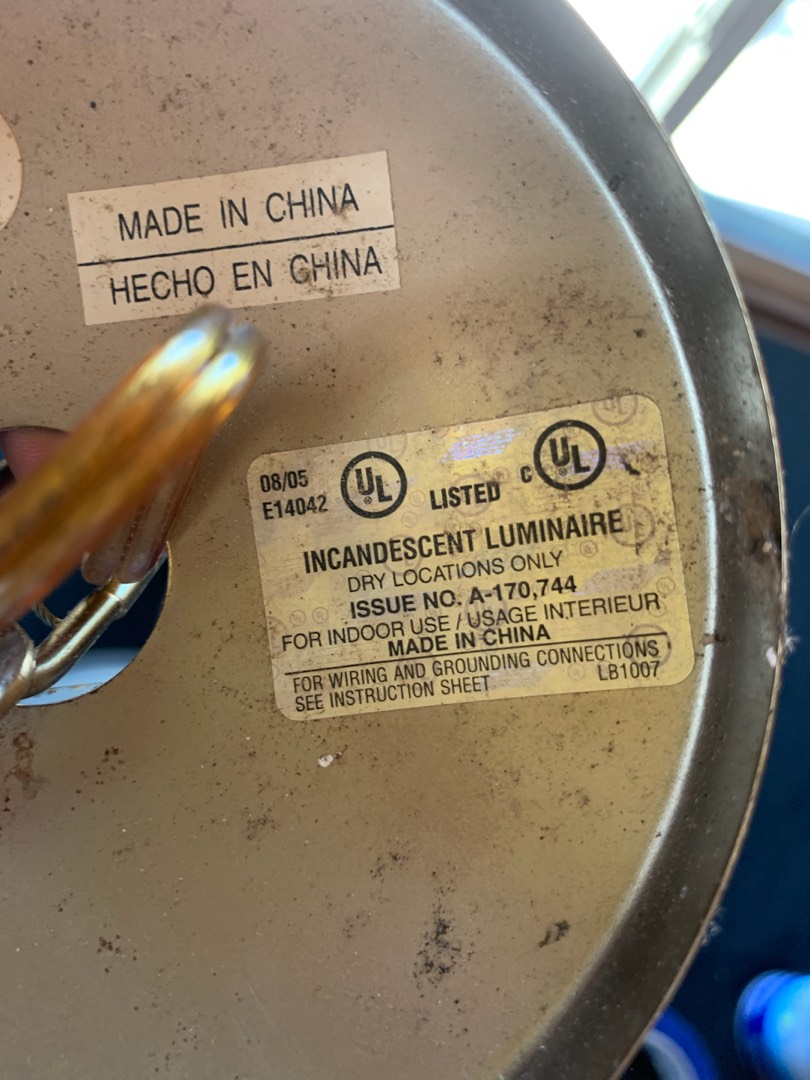 MADE IN CHINA
HECHO EN CHINA
08/05
E14042
UL
LISTED
C UL
INCANDESCENT LUMINAIRE
DRY LOCATIONS ONLY
ISSUE NO. A-170,744
FOR INDOOR USE / USAGE INTERIEUR
MADE IN CHINA
FOR WIRING AND GROUNDING CONNECTIONS
SEE INSTRUCTION SHEET
LB1007